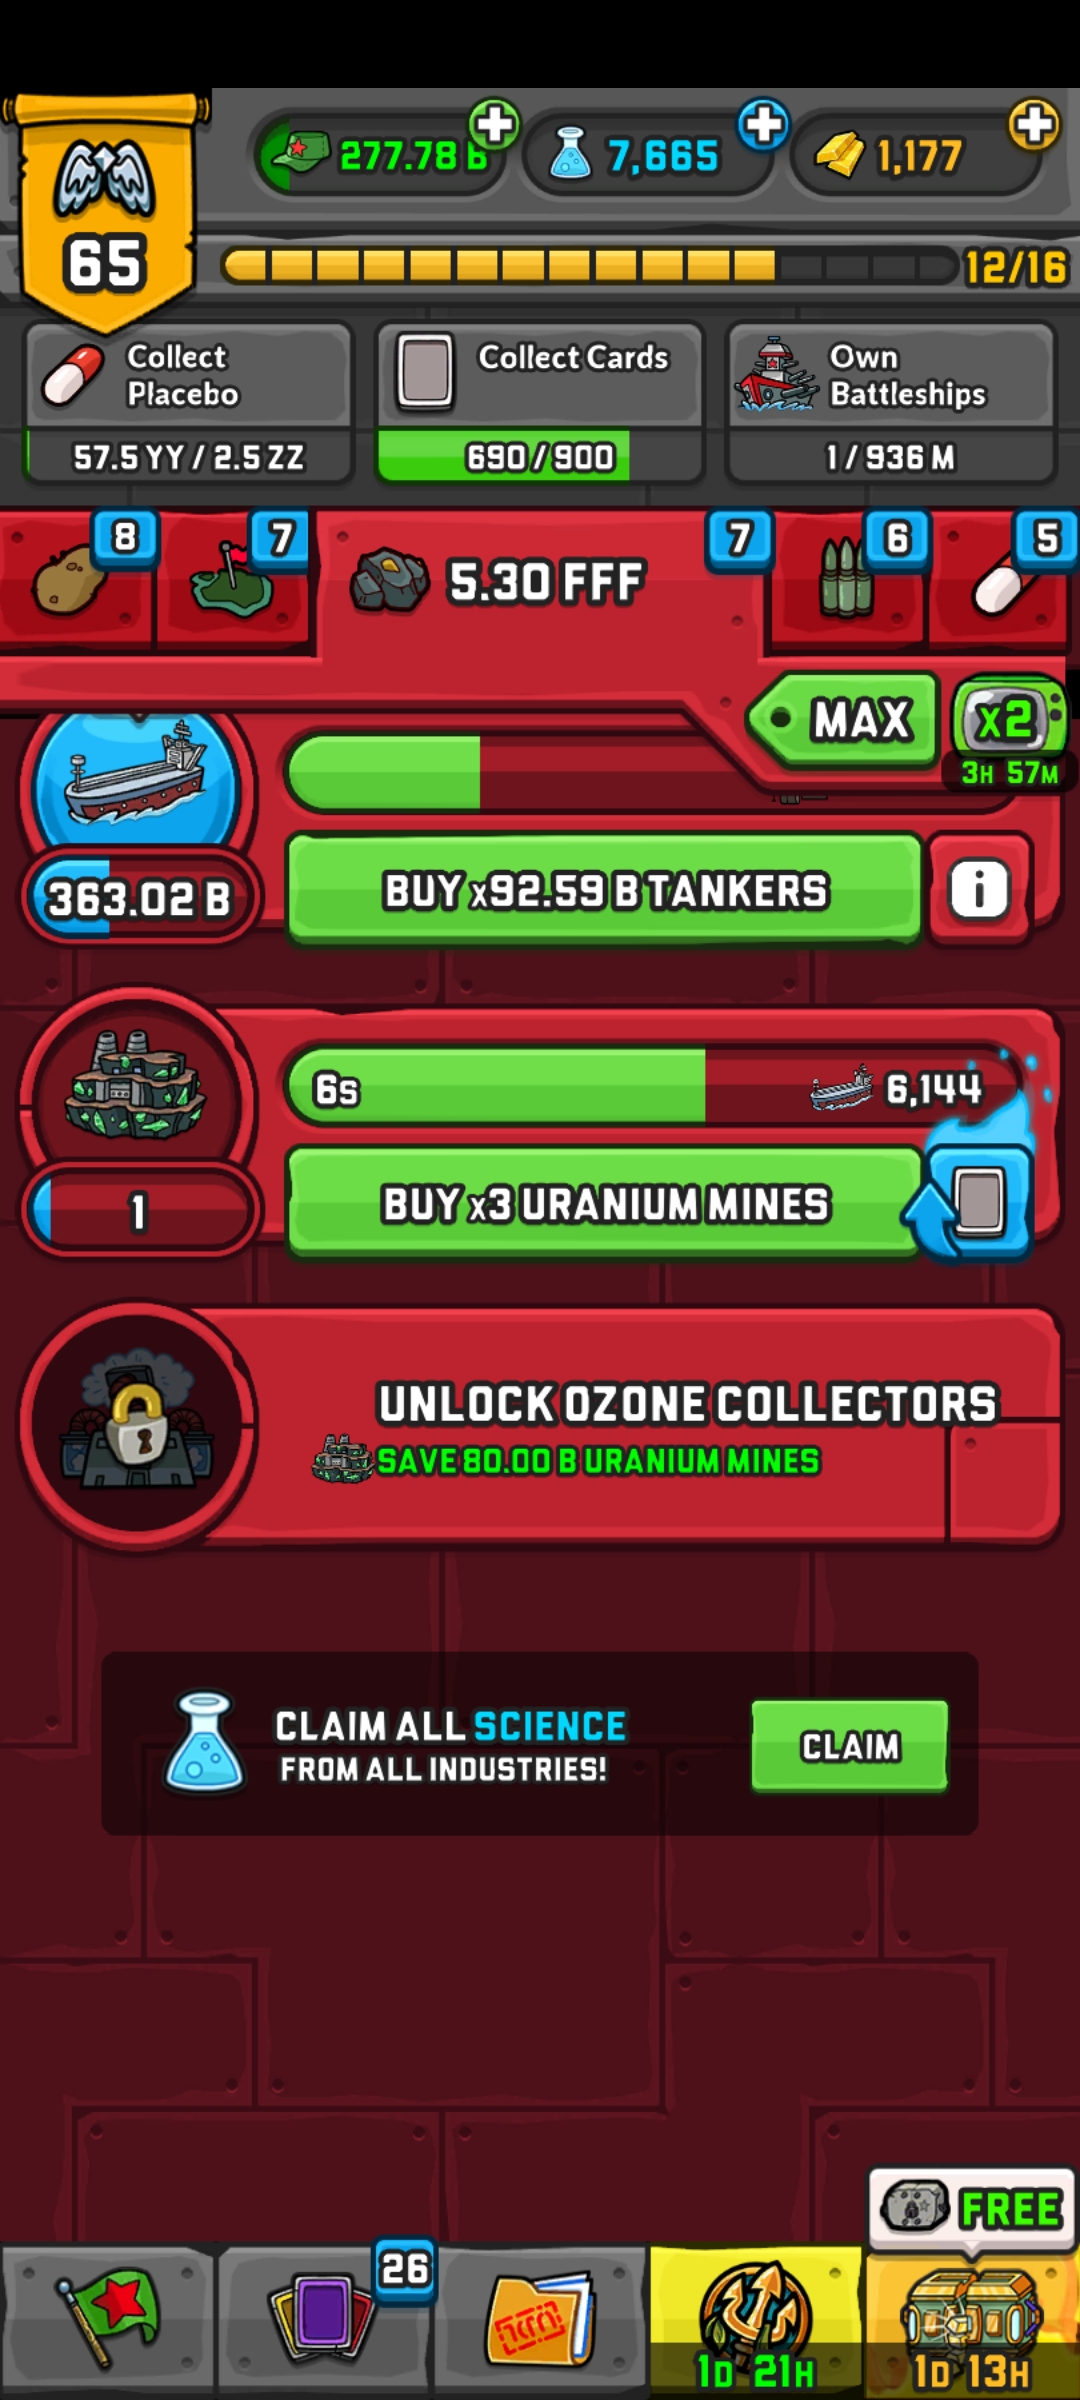 65
277.78 B
7,665
1,177
12/16
Collect
Placebo
57.5 YY / 2.5 ZZ
Collect Cards
690/900
Own
Battleships
1/936 M
8
7
5.30 FFF
7
6
5
MAX
x2
3H 57M
363.02 B
BUY x92.59 B TANKERS
i
6s
6,144
1
BUY x3 URANIUM MINES
UNLOCK OZONE COLLECTORS
SAVE 80.00 B URANIUM MINES
CLAIM ALL SCIENCE
FROM ALL INDUSTRIES!
CLAIM
FREE
26
1D 21H
1D 13H